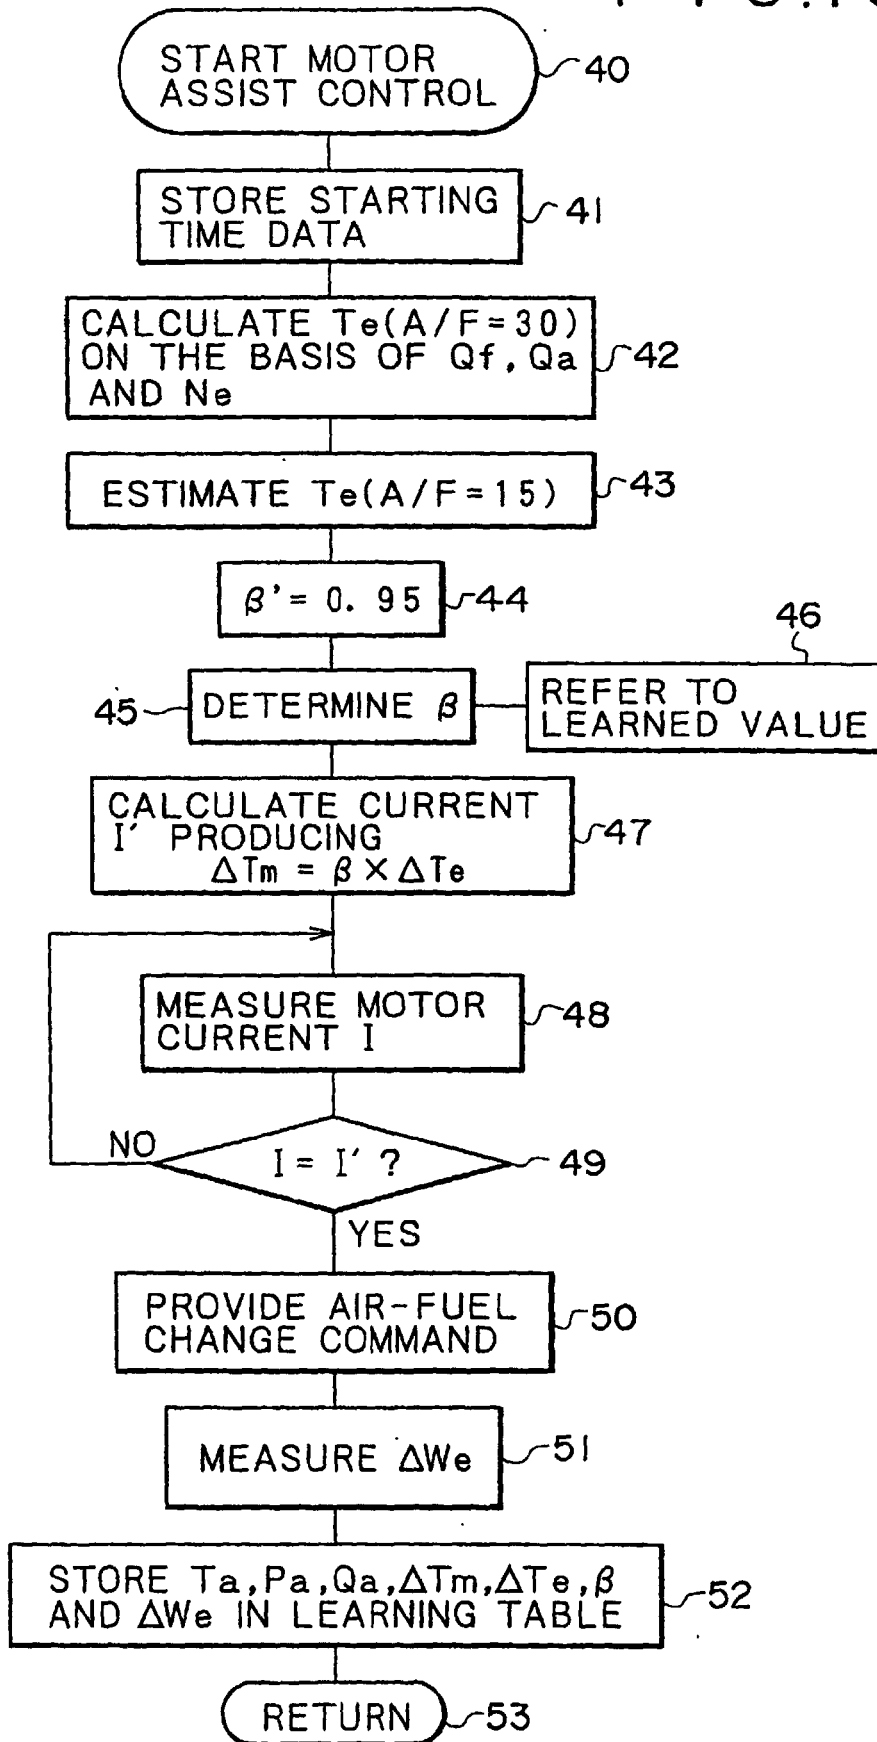 START MOTOR
ASSIST CONTROL
40
STORE STARTING
TIME DATA
41
CALCULATE Te(A/F=30)
ON THE BASIS OF Qf, Qa
AND Ne
42
ESTIMATE Te(A/F=15)
43
β'= 0. 95
44
46
45
DETERMINE β
REFER TO
LEARNED VALUE
CALCULATE CURRENT
I' PRODUCING
ΔTm = β × ΔTe
47
MEASURE MOTOR
CURRENT I
48
NO
I = I' ?
49
YES
PROVIDE AIR-FUEL
CHANGE COMMAND
50
MEASURE ΔWe
51
STORE Ta, Pa, Qa, ΔTm, ΔTe, β
AND ΔWe IN LEARNING TABLE
52
RETURN
53